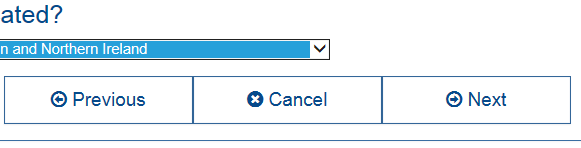 ated?
n and Northern Ireland
Previous Cancel Next